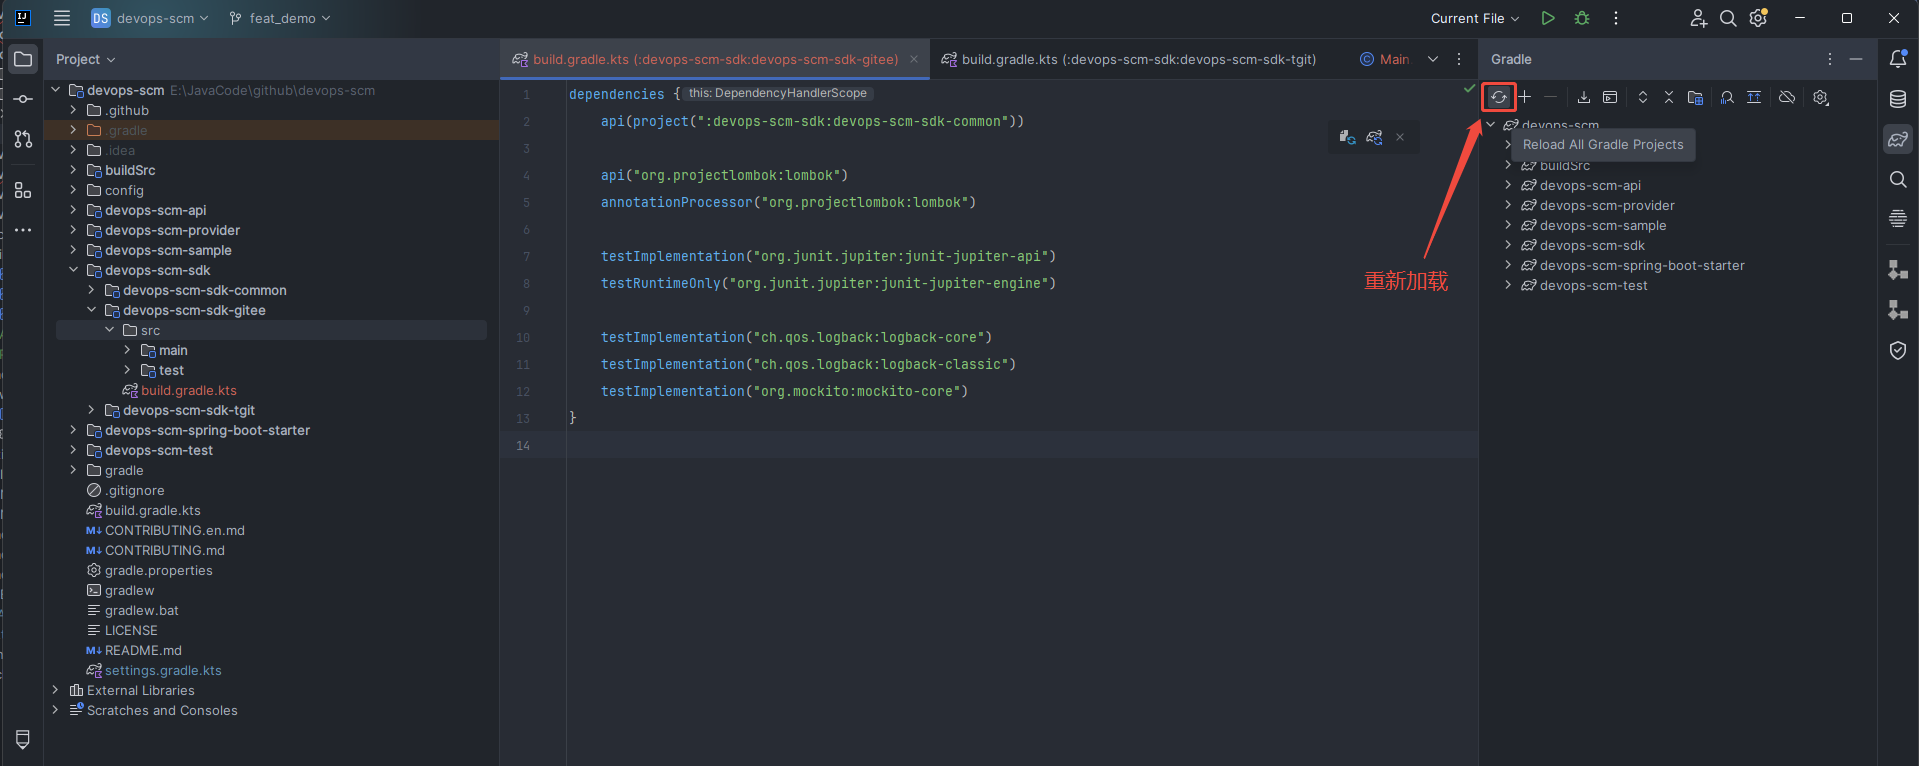 DS devops-scm feat_demo Current File
Project
devops-scm E:\JavaCode\github\devops-scm
.github
.gradle
.idea
buildSrc
config
devops-scm-api
devops-scm-provider
devops-scm-sample
devops-scm-sdk
devops-scm-sdk-common
devops-scm-sdk-gitee
src
main
test
build.gradle.kts
devops-scm-sdk-tgit
devops-scm-spring-boot-starter
devops-scm-test
gradle
.gitignore
build.gradle.kts
M↓ CONTRIBUTING.en.md
M↓ CONTRIBUTING.md
gradle.properties
gradlew
gradlew.bat
LICENSE
M↓ README.md
settings.gradle.kts
External Libraries
Scratches and Consoles
build.gradle.kts (:devops-scm-sdk:devops-scm-sdk-gitee) build.gradle.kts (:devops-scm-sdk:devops-scm-sdk-tgit) Main
1 dependencies { this: DependencyHandlerScope
2 api(project(":devops-scm-sdk:devops-scm-sdk-common"))
3
4 api("org.projectlombok:lombok")
5 annotationProcessor("org.projectlombok:lombok")
6
7 testImplementation("org.junit.jupiter:junit-jupiter-api")
8 testRuntimeOnly("org.junit.jupiter:junit-jupiter-engine")
9
10 testImplementation("ch.qos.logback:logback-core")
11 testImplementation("ch.qos.logback:logback-classic")
12 testImplementation("org.mockito:mockito-core")
13 }
14
重新加载
Gradle
devops-scm
Reload All Gradle Projects
buildSrc
devops-scm-api
devops-scm-provider
devops-scm-sample
devops-scm-sdk
devops-scm-spring-boot-starter
devops-scm-test